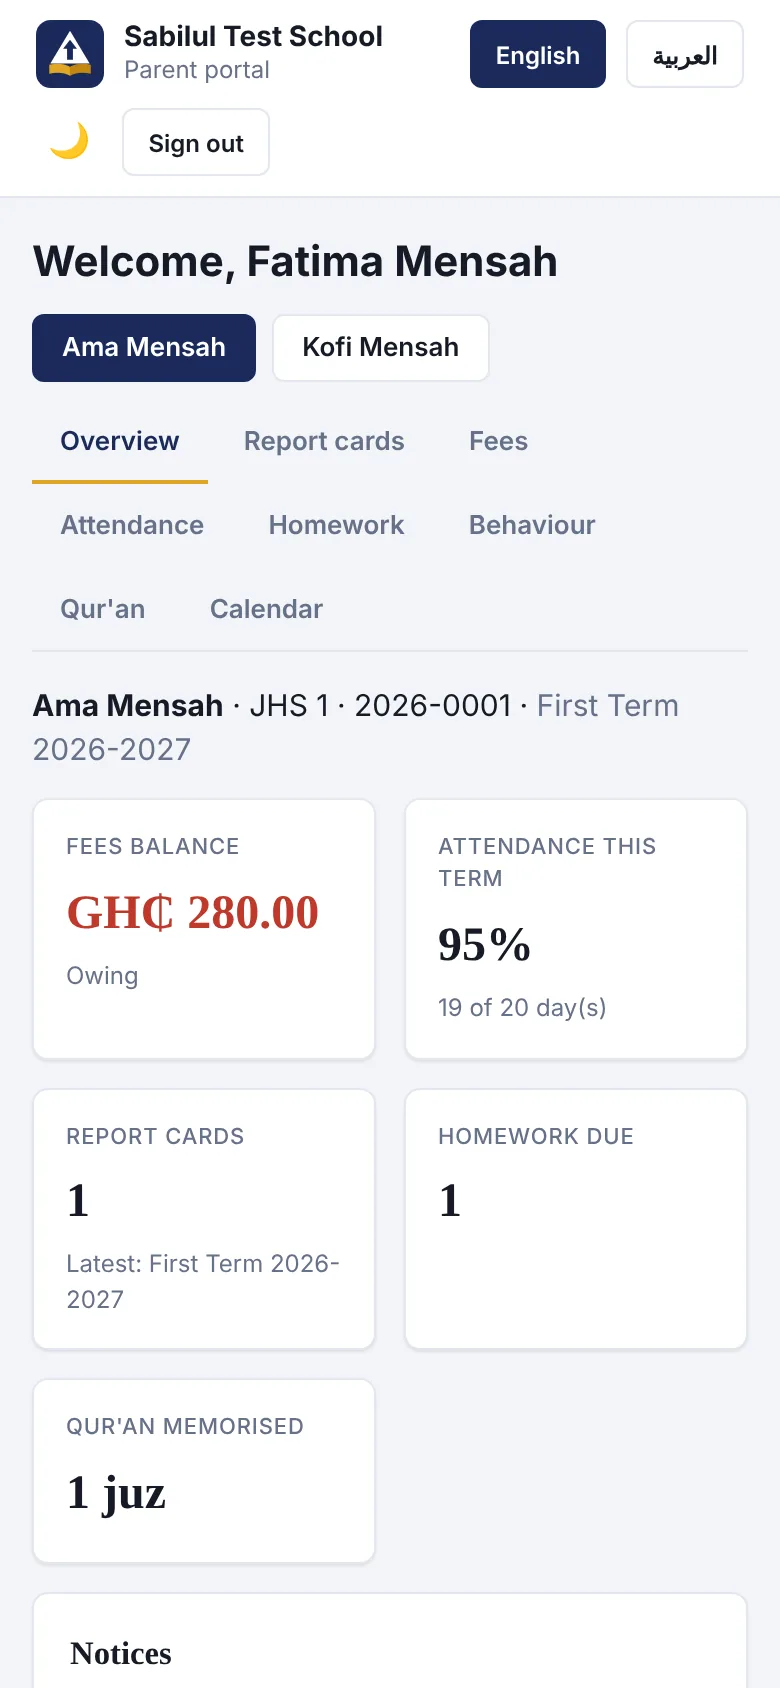 Sabilul Test School
Parent portal
English
العربية
Sign out
Welcome, Fatima Mensah
Ama Mensah
Kofi Mensah
Overview
Report cards
Fees
Attendance
Homework
Behaviour
Qur'an
Calendar
Ama Mensah · JHS 1 · 2026-0001 · First Term
2026-2027
FEES BALANCE
GH₵ 280.00
Owing
ATTENDANCE THIS
TERM
95%
19 of 20 day(s)
REPORT CARDS
1
Latest: First Term 2026-
2027
HOMEWORK DUE
1
QUR'AN MEMORISED
1 juz
Notices